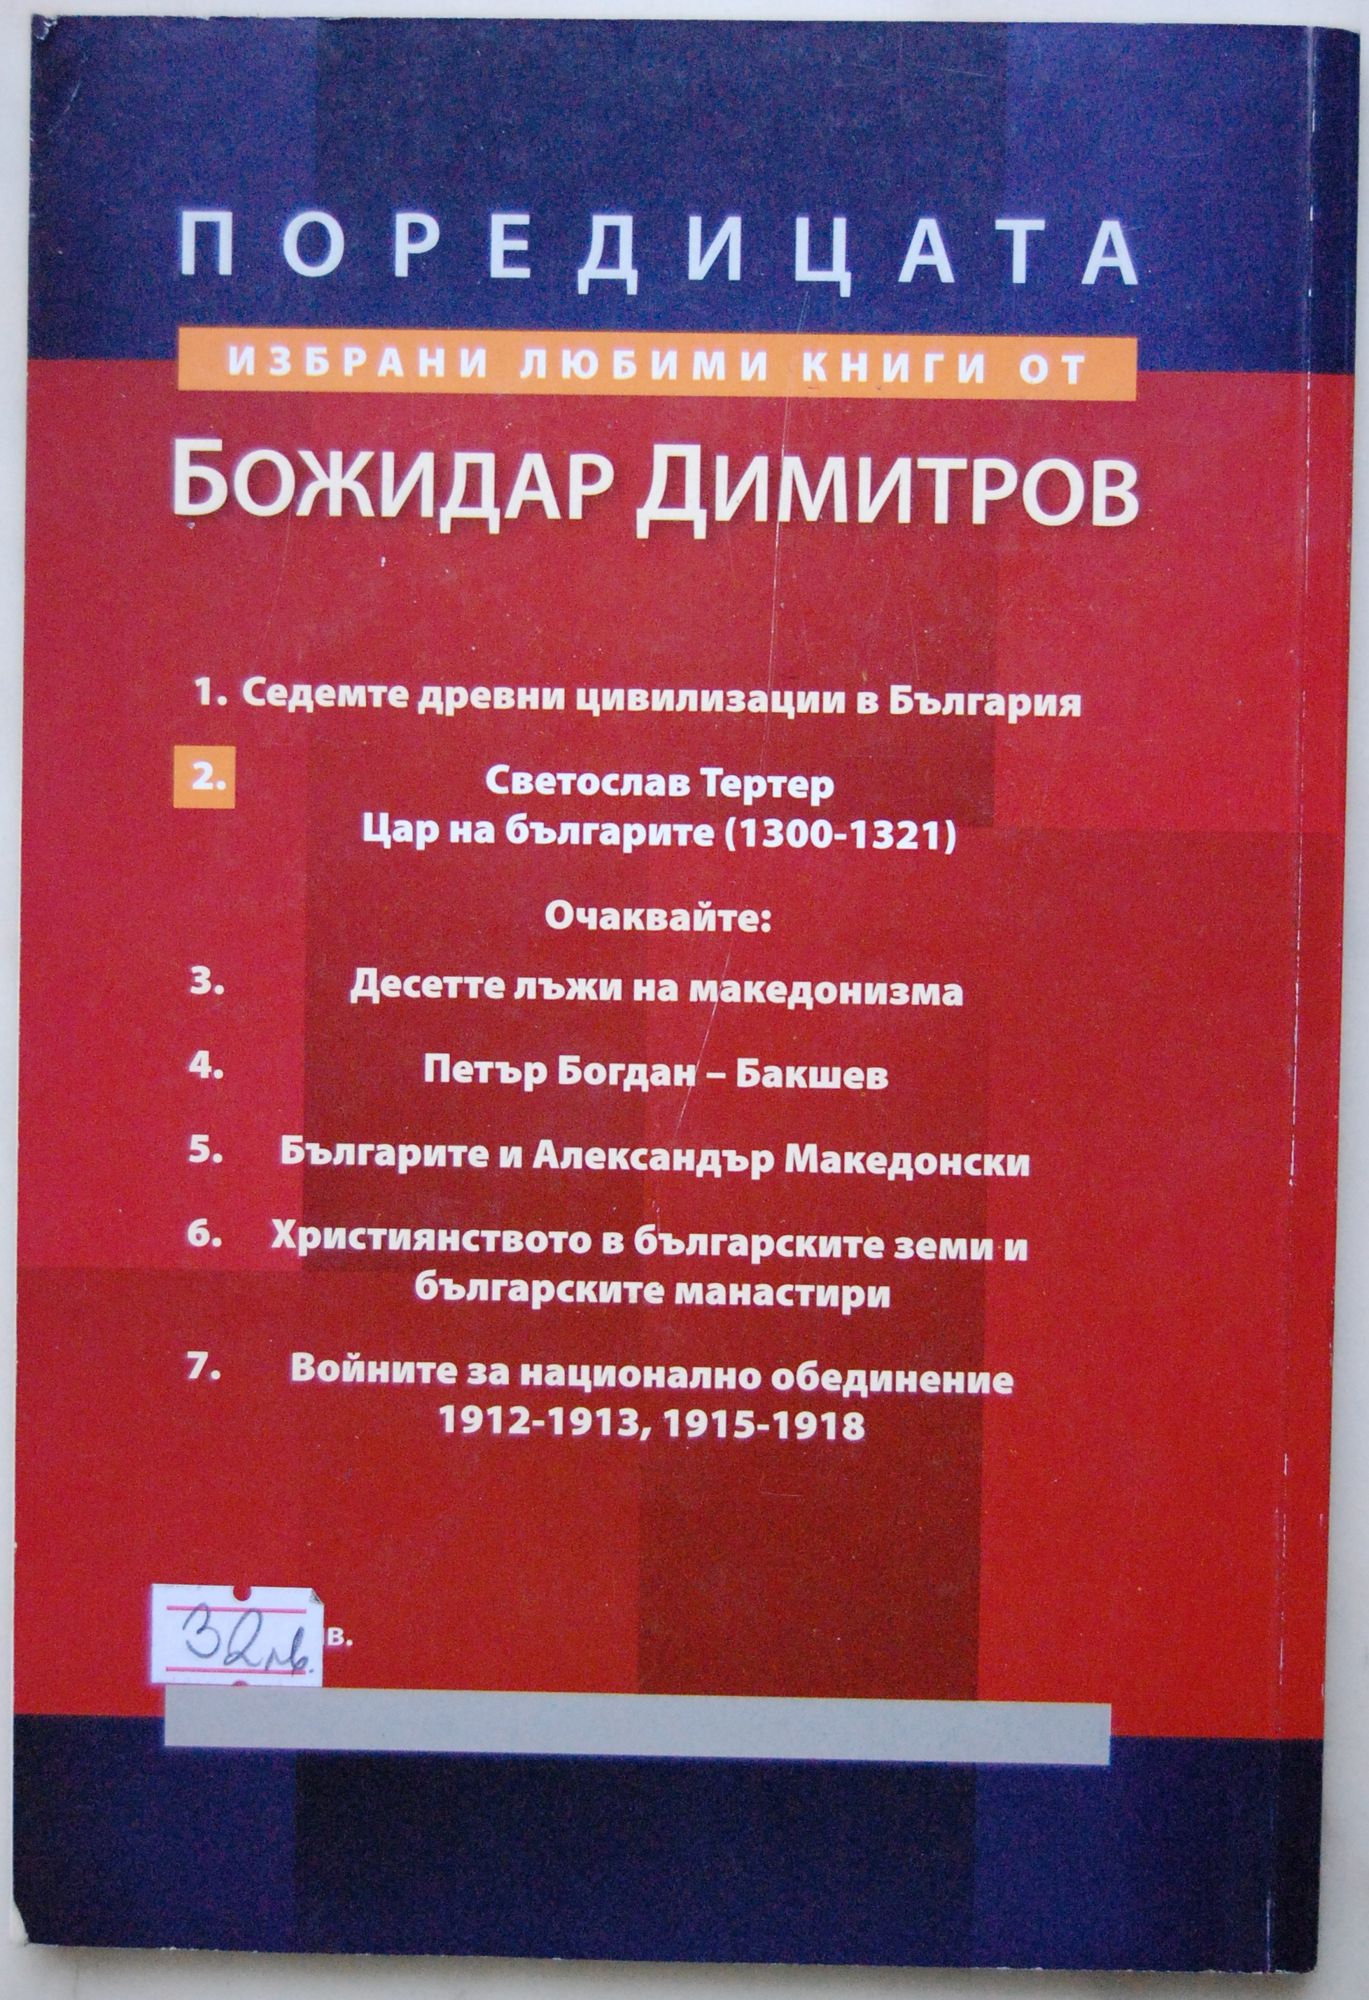 ПОРЕДИЦАТА
ИЗБРАНИ ЛЮБИМИ КНИГИ ОТ
БОЖИДАР ДИМИТРОВ
1. Седемте древни цивилизации в България
2. Светослав Тертер
Цар на българите (1300-1321)
Очаквайте:
3. Десетте лъжи на македонизма
4. Петър Богдан – Бакшев
5. Българите и Александър Македонски
6. Християнството в българските земи и
българските манастири
7. Войните за национално обединение
1912-1913, 1915-1918
32 лв.